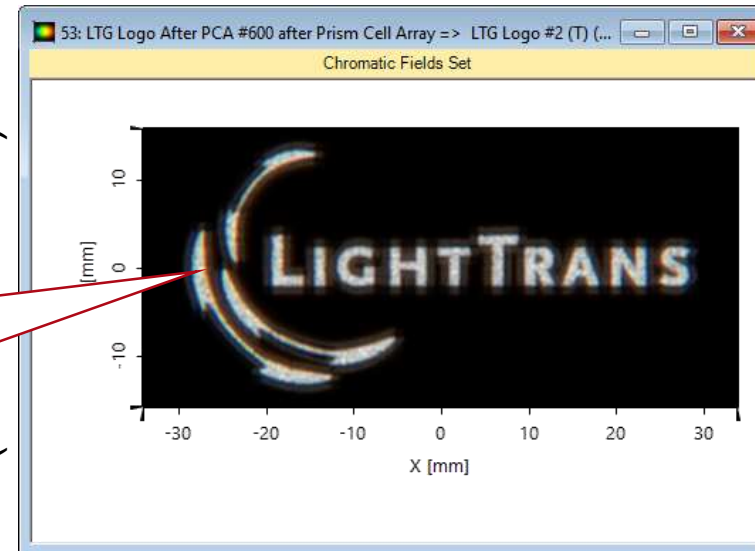 53: LTG Logo After PCA #600 after Prism Cell Array => LTG Logo #2 (T) (...
Chromatic Fields Set
10
[mm]
0
-10
LIGHTTRANS
-30 -20 -10 0 10 20 30
X [mm]